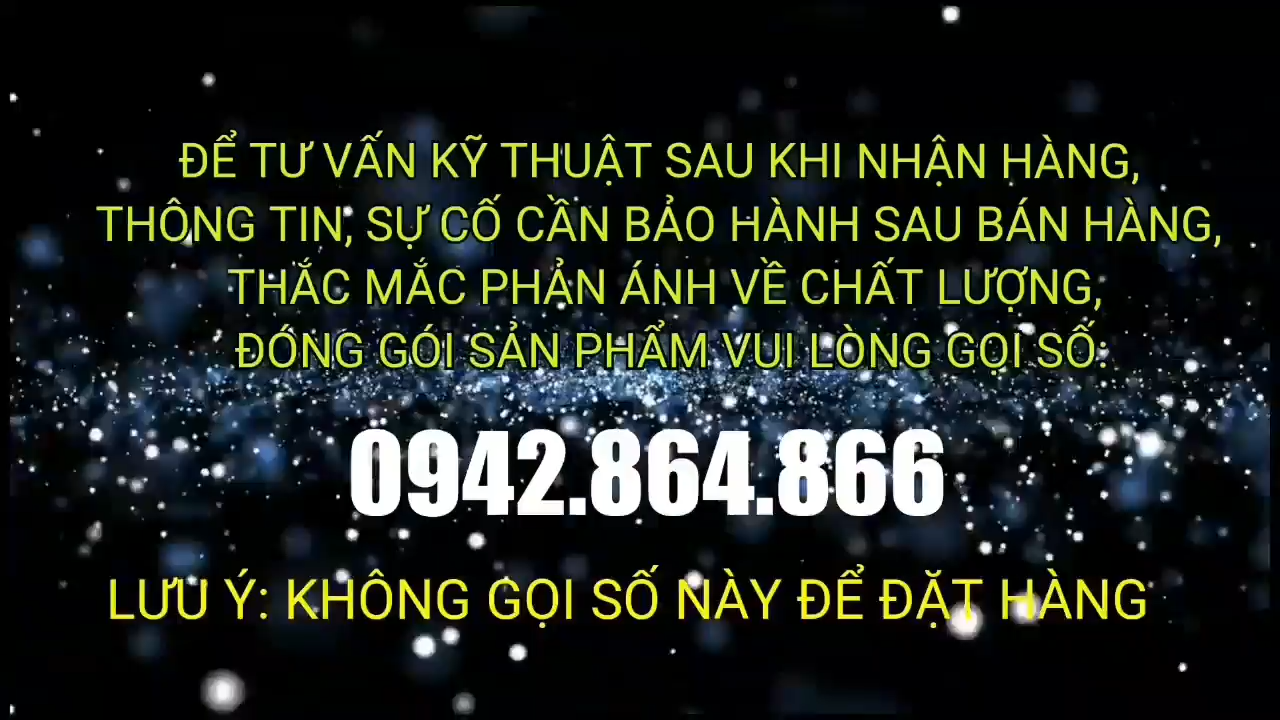 ĐỂ TƯ VẤN KỸ THUẬT SAU KHI NHẬN HÀNG,
THÔNG TIN, SỰ CỐ CẦN BẢO HÀNH SAU BÁN HÀNG,
THẮC MẮC PHẢN ÁNH VỀ CHẤT LƯỢNG,
ĐÓNG GÓI SẢN PHẨM VUI LÒNG GỌI SỐ:
0942.864.866
LƯU Ý: KHÔNG GỌI SỐ NÀY ĐỂ ĐẶT HÀNG